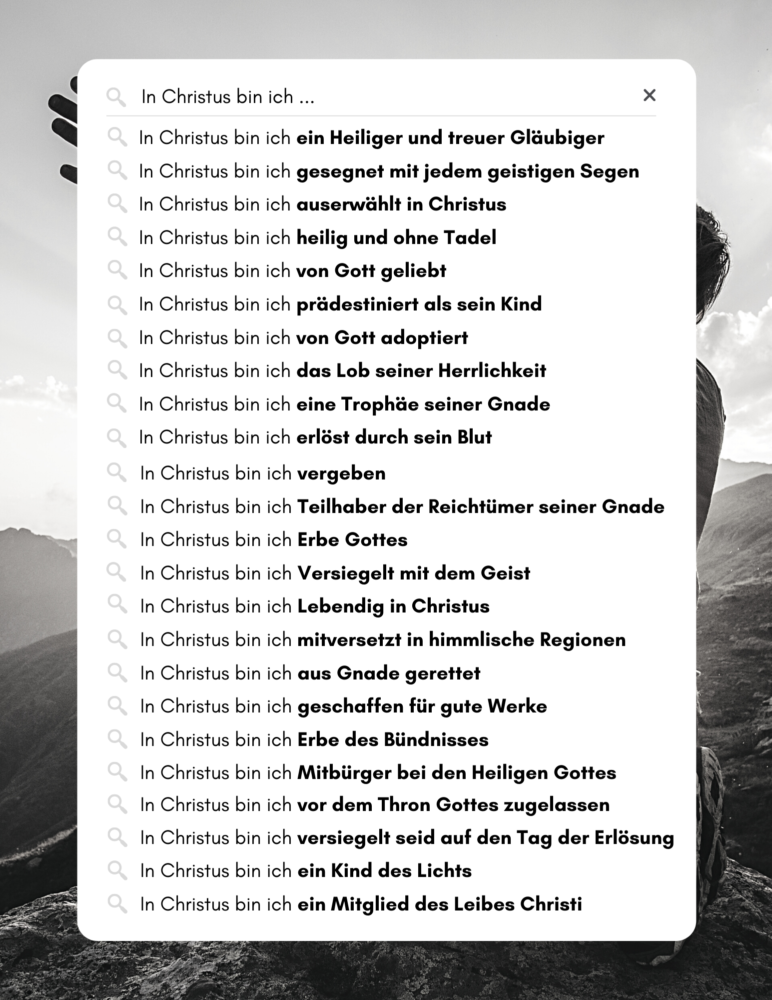 In Christus bin ich ...
In Christus bin ich ein Heiliger und treuer Gläubiger
In Christus bin ich gesegnet mit jedem geistigen Segen
In Christus bin ich auserwählt in Christus
In Christus bin ich heilig und ohne Tadel
In Christus bin ich von Gott geliebt
In Christus bin ich prädestiniert als sein Kind
In Christus bin ich von Gott adoptiert
In Christus bin ich das Lob seiner Herrlichkeit
In Christus bin ich eine Trophäe seiner Gnade
In Christus bin ich erlöst durch sein Blut
In Christus bin ich vergeben
In Christus bin ich Teilhaber der Reichtümer seiner Gnade
In Christus bin ich Erbe Gottes
In Christus bin ich Versiegelt mit dem Geist
In Christus bin ich Lebendig in Christus
In Christus bin ich mitversetzt in himmlische Regionen
In Christus bin ich aus Gnade gerettet
In Christus bin ich geschaffen für gute Werke
In Christus bin ich Erbe des Bündnisses
In Christus bin ich Mitbürger bei den Heiligen Gottes
In Christus bin ich vor dem Thron Gottes zugelassen
In Christus bin ich versiegelt seid auf den Tag der Erlösung
In Christus bin ich ein Kind des Lichts
In Christus bin ich ein Mitglied des Leibes Christi